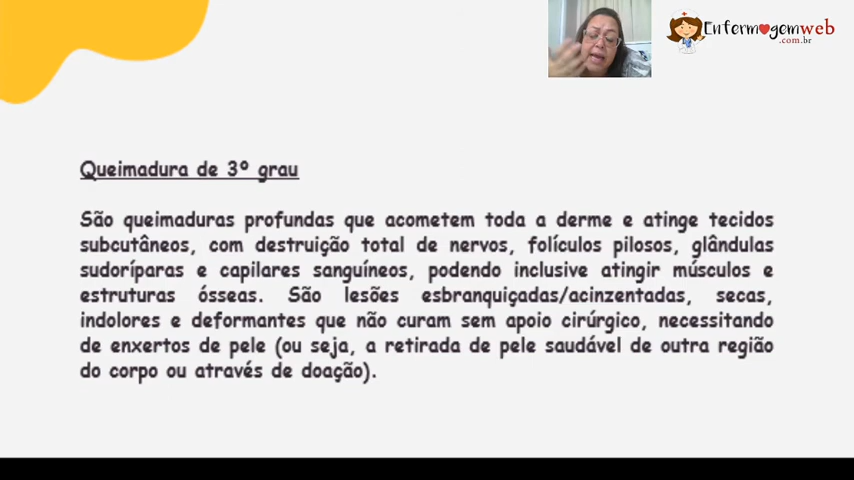 Enfermagemweb
.com.br
Queimadura de 3º grau
São queimaduras profundas que acometem toda a derme e atinge tecidos
subcutâneos, com destruição total de nervos, folículos pilosos, glândulas
sudoríparas e capilares sanguíneos, podendo inclusive atingir músculos e
estruturas ósseas. São lesões esbranquiçadas/acinzentadas, secas,
indolores e deformantes que não curam sem apoio cirúrgico, necessitando
de enxertos de pele (ou seja, a retirada de pele saudável de outra região
do corpo ou através de doação).